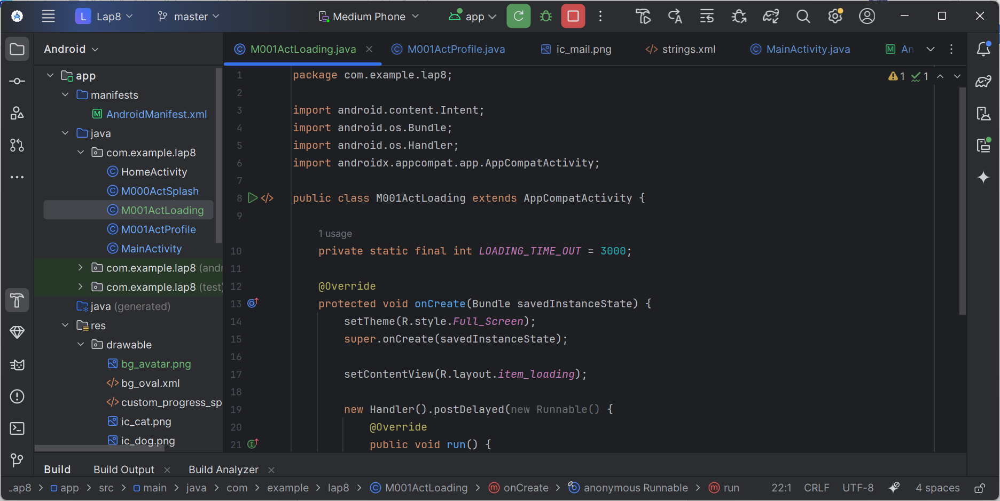 L Lap8 master Medium Phone app
Android
M001ActLoading.java M001ActProfile.java ic_mail.png strings.xml MainActivity.java An
app
manifests
AndroidManifest.xml
java
com.example.lap8
HomeActivity
M000ActSplash
M001ActLoading
M001ActProfile
MainActivity
com.example.lap8 (andr
com.example.lap8 (test)
java (generated)
res
drawable
bg_avatar.png
bg_oval.xml
custom_progress_sp
ic_cat.png
ic_dog.png
1 package com.example.lap8;
2
3 import android.content.Intent;
4 import android.os.Bundle;
5 import android.os.Handler;
6 import androidx.appcompat.app.AppCompatActivity;
7
8 public class M001ActLoading extends AppCompatActivity {
9
1 usage
10 private static final int LOADING_TIME_OUT = 3000;
11
12 @Override
13 protected void onCreate(Bundle savedInstanceState) {
14 setTheme(R.style.Full_Screen);
15 super.onCreate(savedInstanceState);
16
17 setContentView(R.layout.item_loading);
18
19 new Handler().postDelayed(new Runnable() {
20 @Override
21 public void run() {
1 1
Build Build Output Build Analyzer
ap8 > app > src > main > java > com > example > lap8 > M001ActLoading > onCreate > anonymous Runnable > run 22:1 CRLF UTF-8 4 spaces